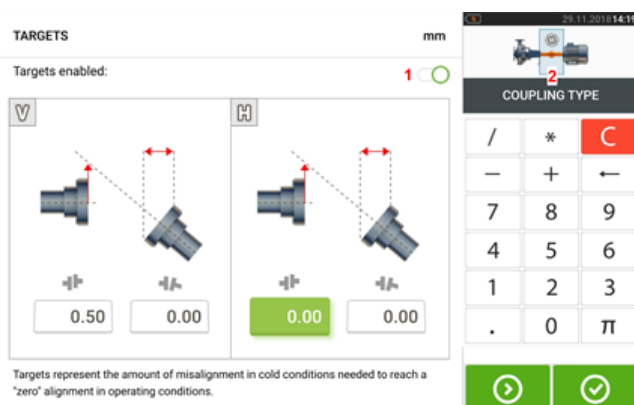 TARGETS
mm
Targets enabled:
1
V
H
0.50
0.00
0.00
0.00
Targets represent the amount of misalignment in cold conditions needed to reach a
"zero" alignment in operating conditions.
29.11.2018 14:19
2
COUPLING TYPE
/ * C
— + ←
7 8 9
4 5 6
1 2 3
. 0 π